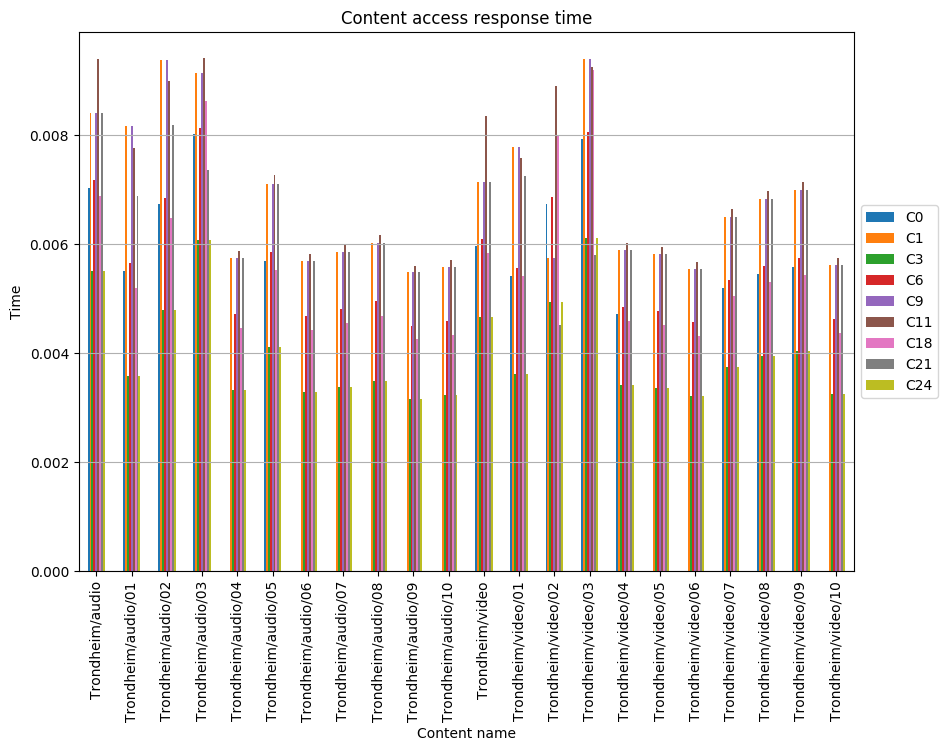 Content access response time
Time
0.008
0.006
0.004
0.002
0.000
C0
C1
C3
C6
C9
C11
C18
C21
C24
Trondheim/audio
Trondheim/audio/01
Trondheim/audio/02
Trondheim/audio/03
Trondheim/audio/04
Trondheim/audio/05
Trondheim/audio/06
Trondheim/audio/07
Trondheim/audio/08
Trondheim/audio/09
Trondheim/audio/10
Trondheim/video
Trondheim/video/01
Trondheim/video/02
Trondheim/video/03
Trondheim/video/04
Trondheim/video/05
Trondheim/video/06
Trondheim/video/07
Trondheim/video/08
Trondheim/video/09
Trondheim/video/10
Content name